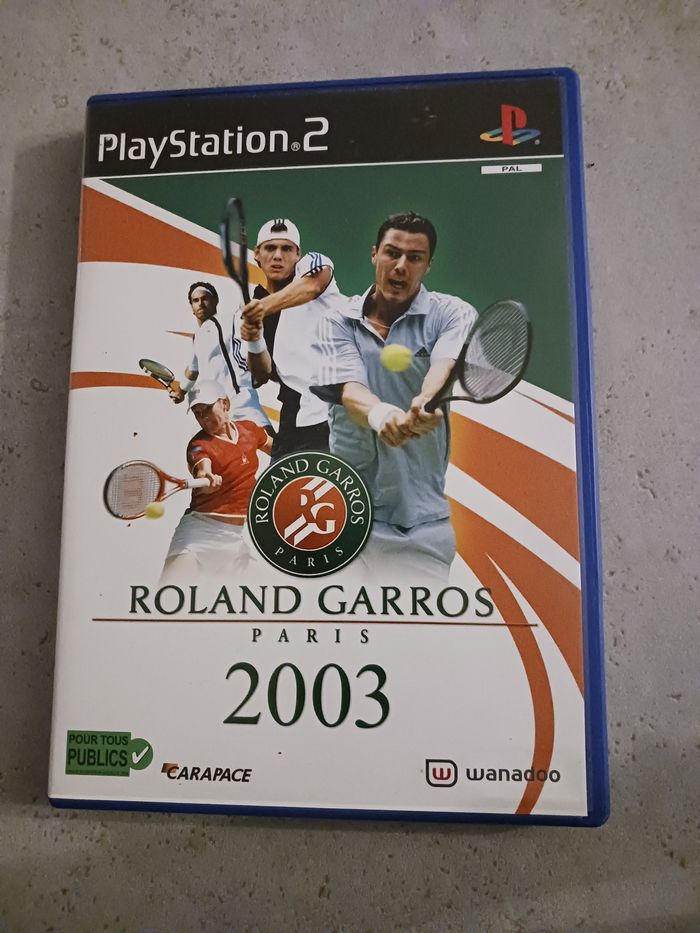 PlayStation®2
PAL
ROLAND GARROS
RG
PARIS
ROLAND GARROS
PARIS
2003
POUR TOUS
PUBLICS
CARAPACE
wanadoo